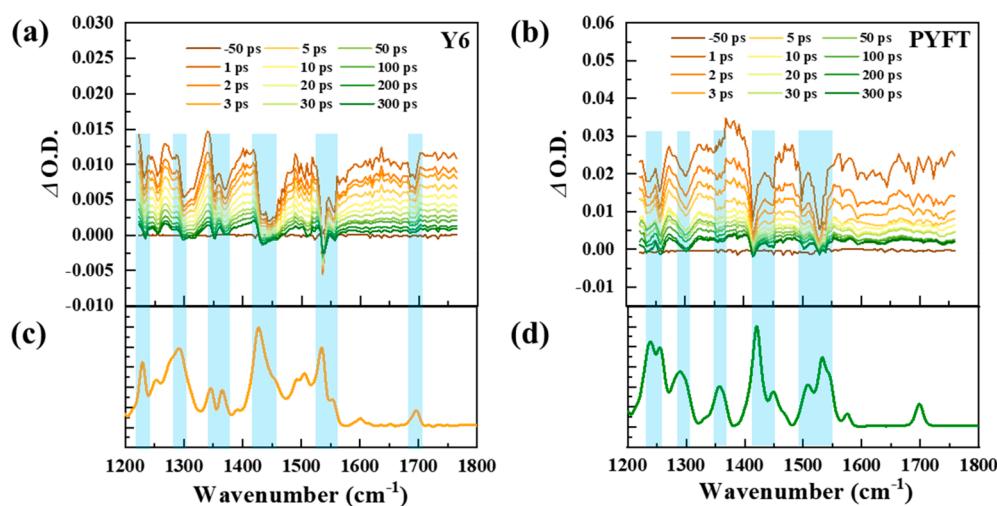 (a)
Δ O.D.
0.030
0.025
0.020
0.015
0.010
0.005
0.000
-0.005
-0.010
Y6
-50 ps 5 ps 50 ps
1 ps 10 ps 100 ps
2 ps 20 ps 200 ps
3 ps 30 ps 300 ps
(b)
Δ O.D.
0.06
0.05
0.04
0.03
0.02
0.01
0.00
-0.01
PYFT
-50 ps 5 ps 50 ps
1 ps 10 ps 100 ps
2 ps 20 ps 200 ps
3 ps 30 ps 300 ps
(c)
1200 1300 1400 1500 1600 1700 1800
Wavenumber (cm⁻¹)
(d)
1200 1300 1400 1500 1600 1700 1800
Wavenumber (cm⁻¹)